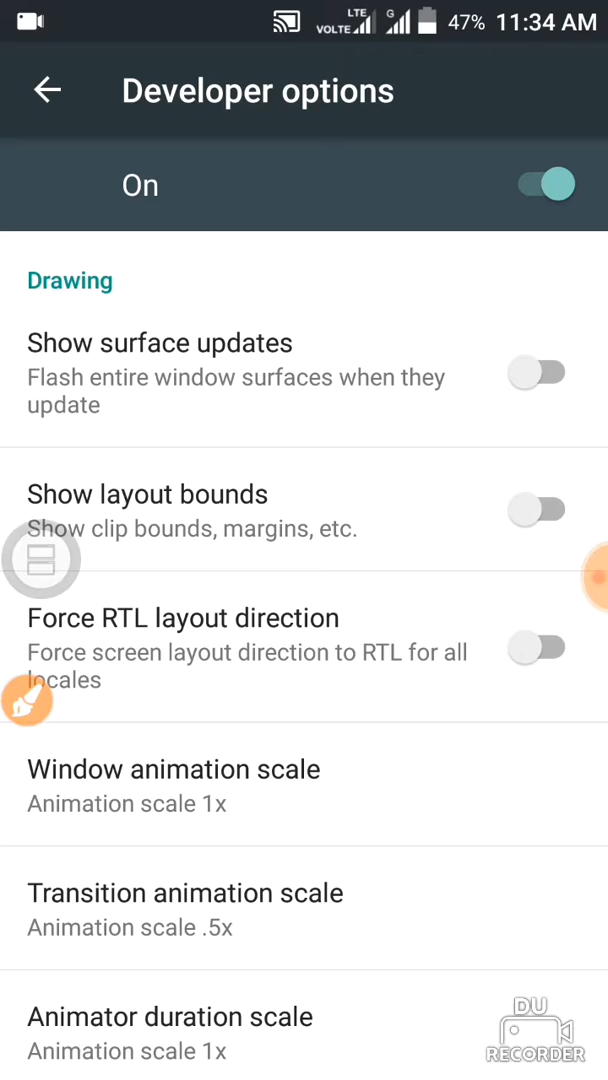 LTE
VOLTE
G
47% 11:34 AM
Developer options
On
Drawing
Show surface updates
Flash entire window surfaces when they
update
Show layout bounds
Show clip bounds, margins, etc.
Force RTL layout direction
Force screen layout direction to RTL for all
locales
Window animation scale
Animation scale 1x
Transition animation scale
Animation scale .5x
Animator duration scale
Animation scale 1x
DU
RECORDER